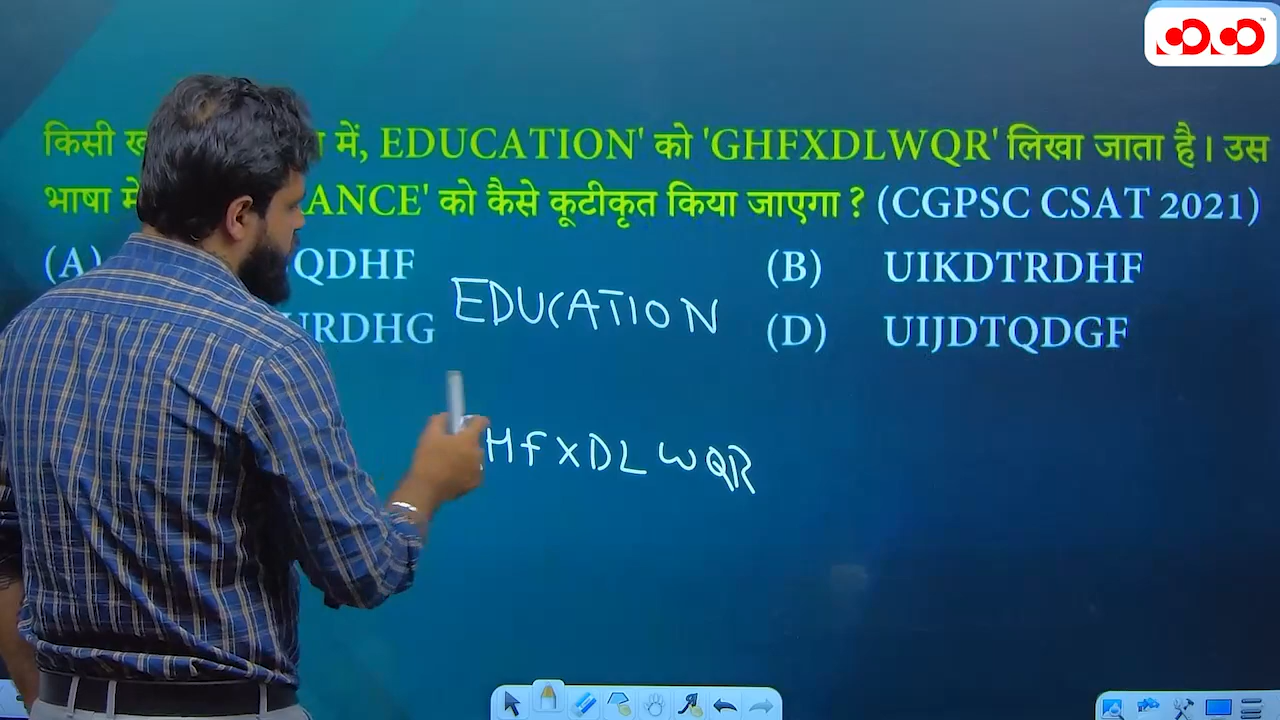 किसी में, EDUCATION' को 'GHFXDLWQR' लिखा जाता है। उस
भाषा ANCE' को कैसे कूटीकृत किया जाएगा ? (CGPSC CSAT 2021)
(A) QDHF (B) UIKDTRDHF
URDHG (D) UIJDTQDGF
EDUCATION
HFXDLWQR